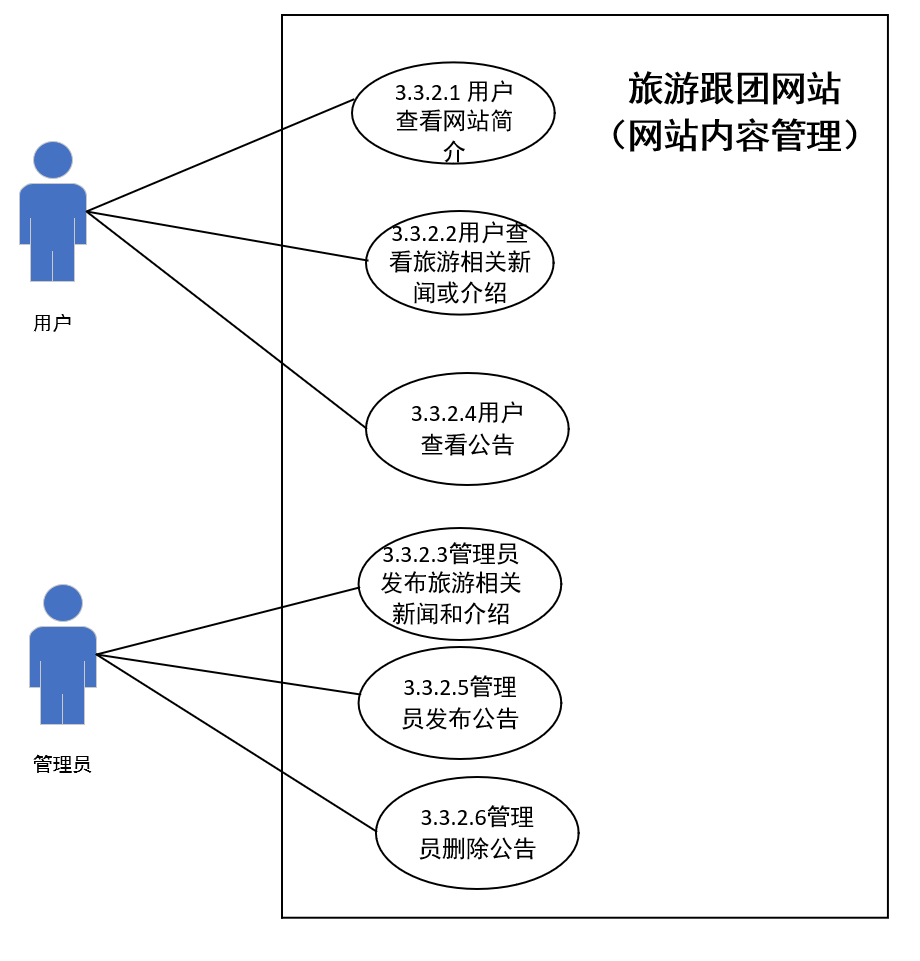 旅游跟团网站
（网站内容管理）
3.3.2.1 用户
查看网站简
介
3.3.2.2用户查
看旅游相关新
闻或介绍
用户
3.3.2.4用户
查看公告
3.3.2.3管理员
发布旅游相关
新闻和介绍
3.3.2.5管理
员发布公告
管理员
3.3.2.6管理
员删除公告